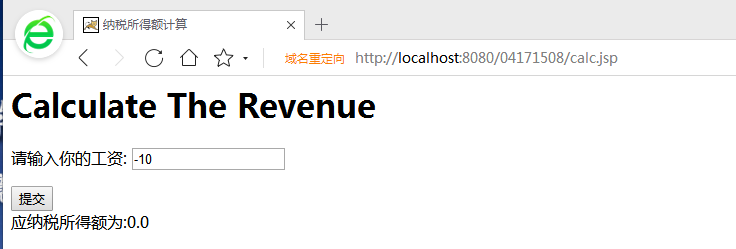 纳税所得额计算
域名重定向 http://localhost:8080/04171508/calc.jsp
Calculate The Revenue
请输入你的工资: -10
提交
应纳税所得额为:0.0